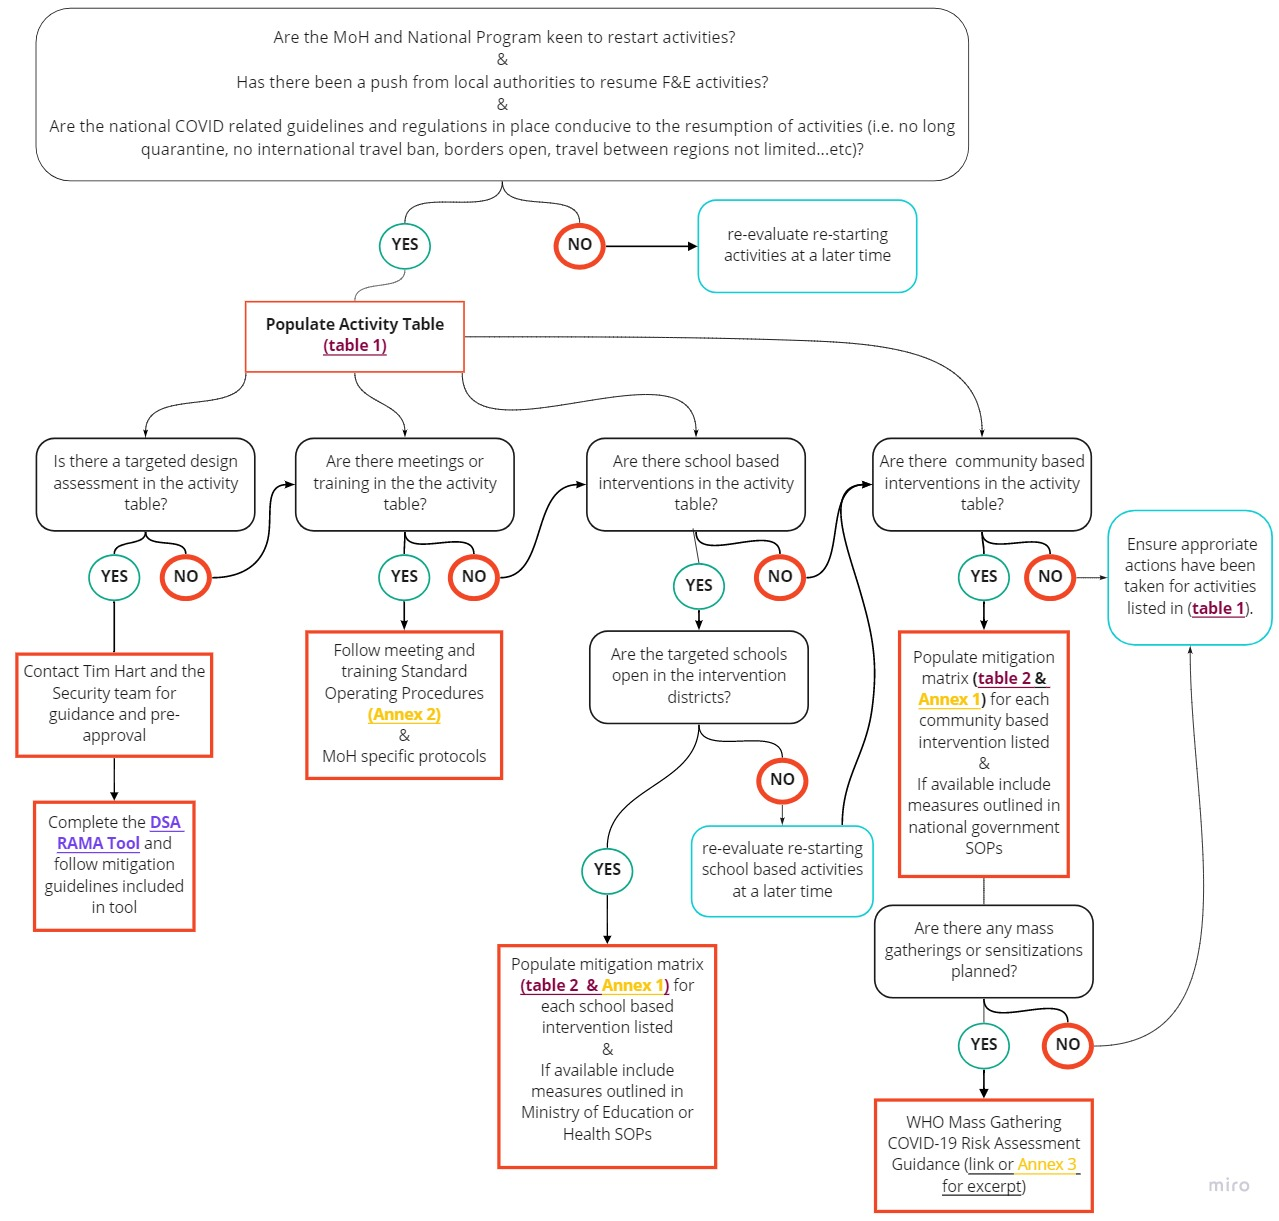 Are the MoH and National Program keen to restart activities?
&
Has there been a push from local authorities to resume F&E activities?
&
Are the national COVID related guidelines and regulations in place conducive to the resumption of activities (i.e. no long
quarantine, no international travel ban, borders open, travel between regions not limited...etc)?
YES
NO
re-evaluate re-starting
activities at a later time
Populate Activity Table
(table 1)
Is there a targeted design
assessment in the activity
table?
YES
NO
Contact Tim Hart and the
Security team for
guidance and pre-
approval
Complete the DSA
RAMA Tool and
follow mitigation
guidelines included
in tool
Are there meetings or
training in the the activity
table?
YES
NO
Follow meeting and
training Standard
Operating Procedures
(Annex 2)
&
MoH specific protocols
Are there school based
interventions in the activity
table?
YES
NO
Are the targeted schools
open in the intervention
districts?
NO
re-evaluate re-starting
school based activities
at a later time
YES
Populate mitigation matrix
(table 2 & Annex 1) for
each school based
intervention listed
&
If available include
measures outlined in
Ministry of Education or
Health SOPs
Are there community based
interventions in the activity
table?
YES
NO
Ensure approriate
actions have been
taken for activities
listed in (table 1).
Populate mitigation
matrix (table 2 &
Annex 1) for each
community based
intervention listed
&
If available include
measures outlined in
national government
SOPs
Are there any mass
gatherings or sensitizations
planned?
YES
NO
WHO Mass Gathering
COVID-19 Risk Assessment
Guidance (link or Annex 3
for excerpt)
miro